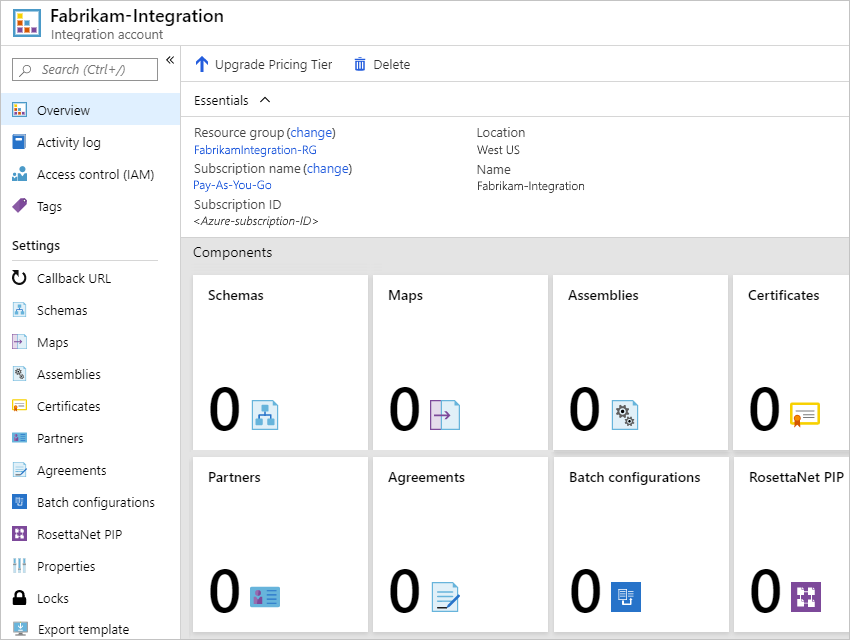 Fabrikam-Integration
Integration account
Search (Ctrl+/)
«
Overview
Activity log
Access control (IAM)
Tags
Settings
Callback URL
Schemas
Maps
Assemblies
Certificates
Partners
Agreements
Batch configurations
RosettaNet PIP
Properties
Locks
Export template
Upgrade Pricing Tier
Delete
Essentials
Resource group (change)
FabrikamIntegration-RG
Subscription name (change)
Pay-As-You-Go
Subscription ID
<Azure-subscription-ID>
Location
West US
Name
Fabrikam-Integration
Components
Schemas
0
Maps
0
Assemblies
0
Certificates
0
Partners
0
Agreements
0
Batch configurations
0
RosettaNet PIP
0